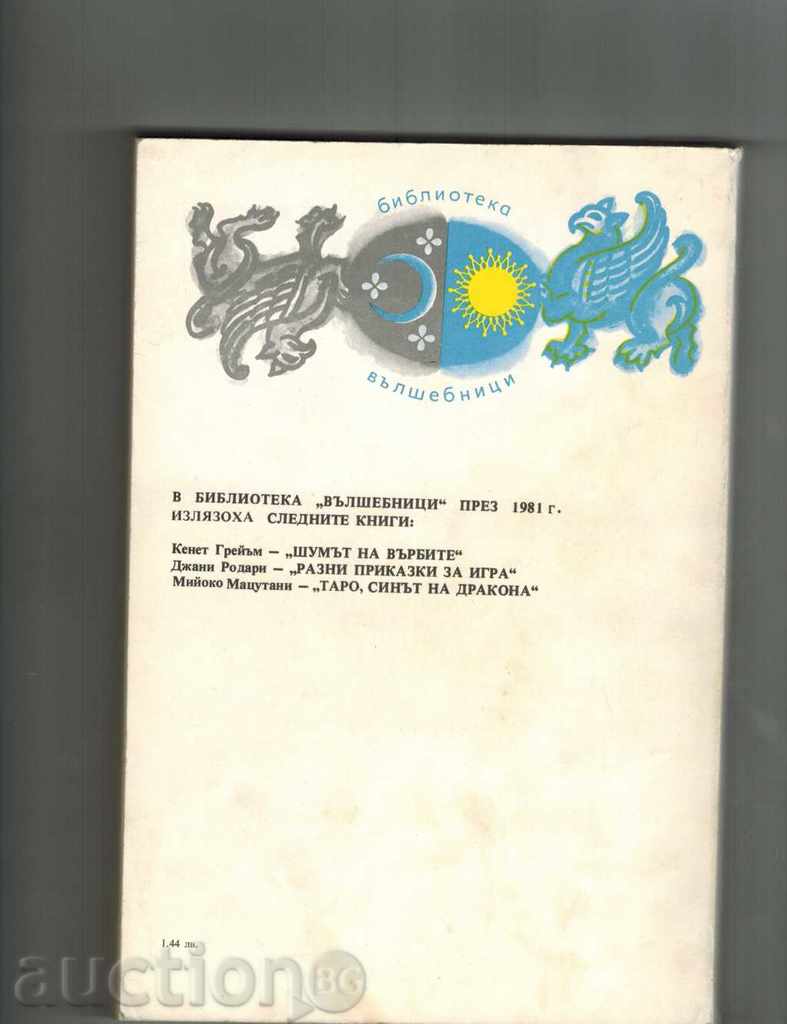 библиотека
вълшебници
В БИБЛИОТЕКА „ВЪЛШЕБНИЦИ“ ПРЕЗ 1981 г.
ИЗЛЯЗОХА СЛЕДНИТЕ КНИГИ:
Кенет Грейъм – „ШУМЪТ НА ВЪРБИТЕ“
Джани Родари – „РАЗНИ ПРИКАЗКИ ЗА ИГРА“
Мийоко Мацутани – „ТАРО, СИНЪТ НА ДРАКОНА“
1.44 лв.
auction BG